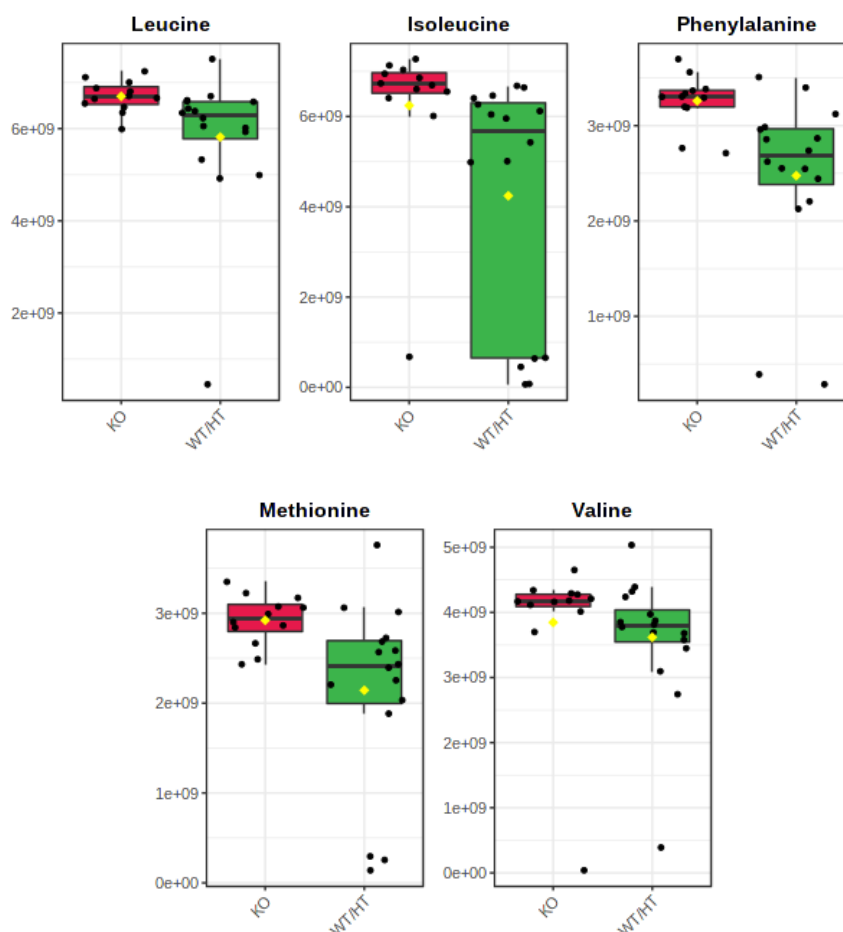 Leucine
6e+09
4e+09
2e+09
KO
WT/HT
Isoleucine
6e+09
4e+09
2e+09
0e+00
KO
WT/HT
Phenylalanine
3e+09
2e+09
1e+09
KO
WT/HT
Methionine
3e+09
2e+09
1e+09
0e+00
KO
WT/HT
Valine
5e+09
4e+09
3e+09
2e+09
1e+09
0e+00
KO
WT/HT